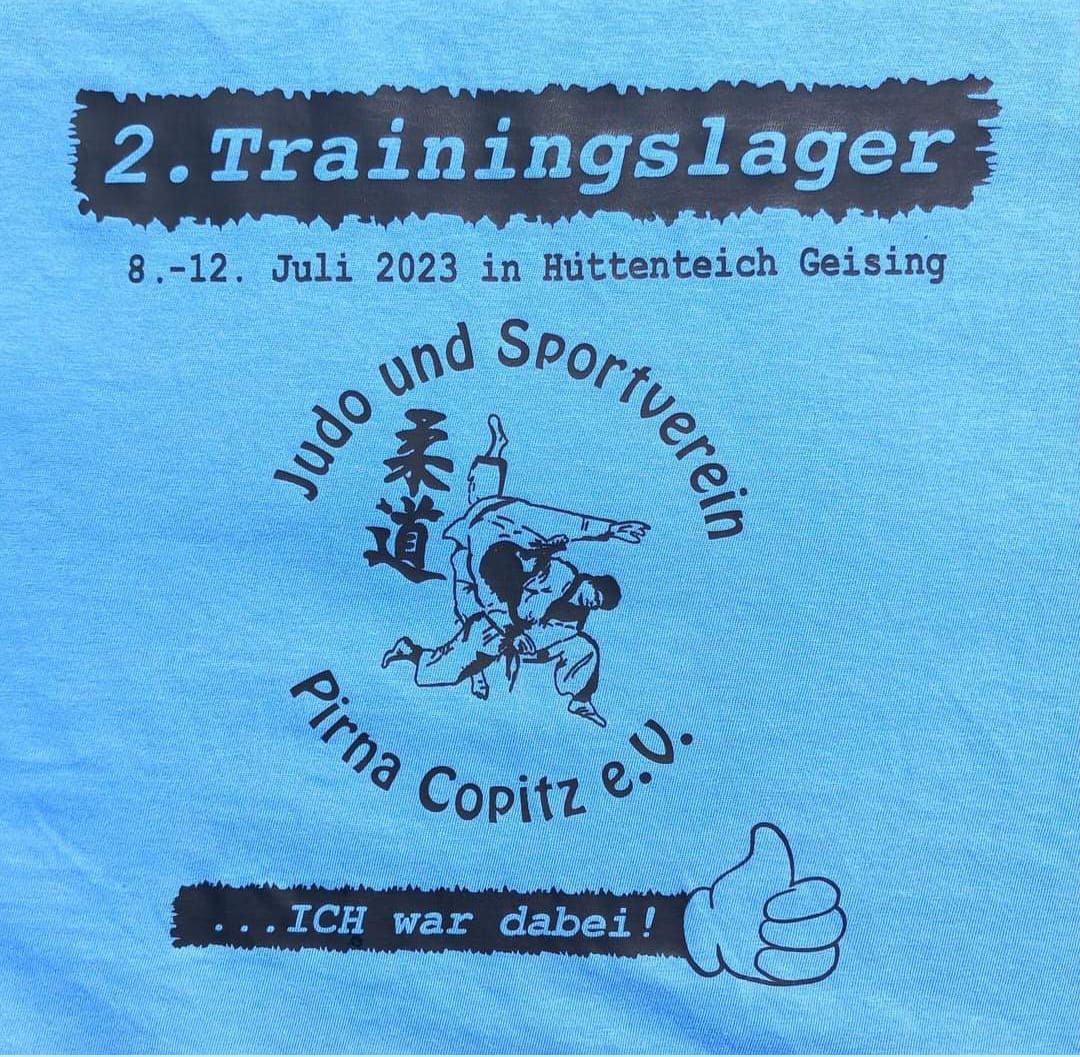 2.Trainingslager
8.-12. Juli 2023 in Hüttenteich Geising
Judo und Sportverein
柔道
Pirna Copitz e.V.
...ICH war dabei!